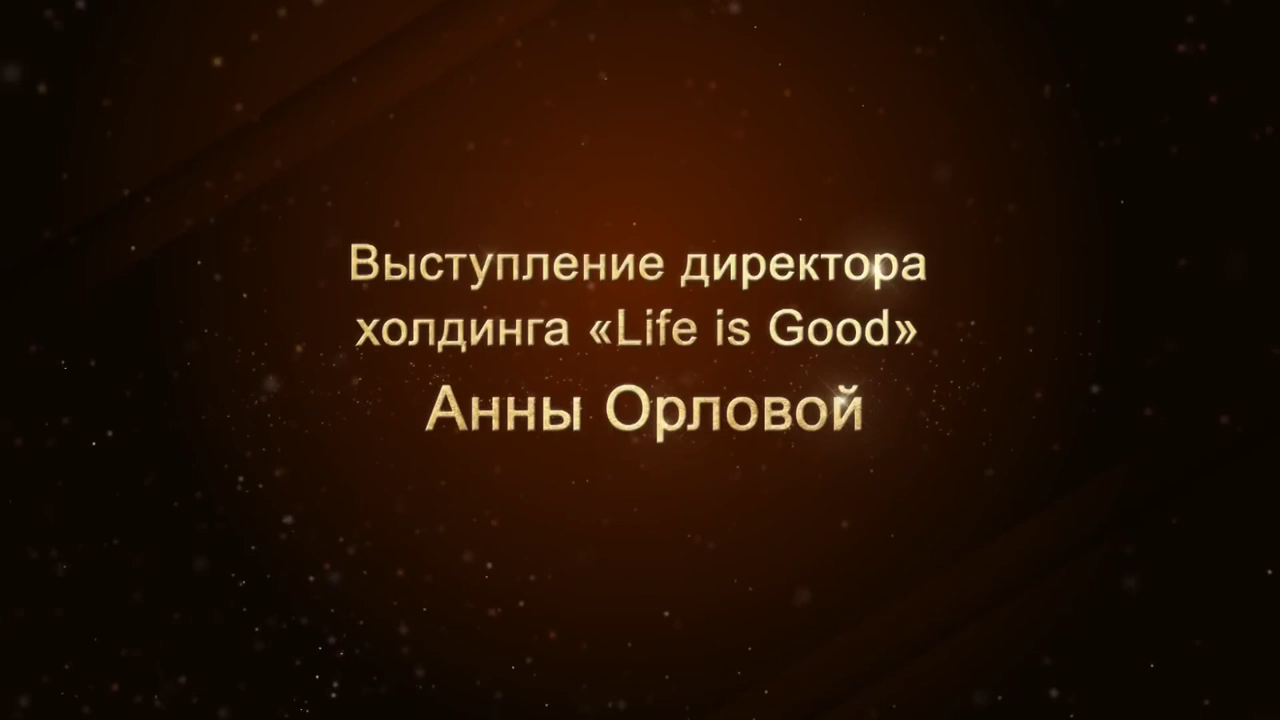 Выступление директора
холдинга «Life is Good»
Анны Орловой